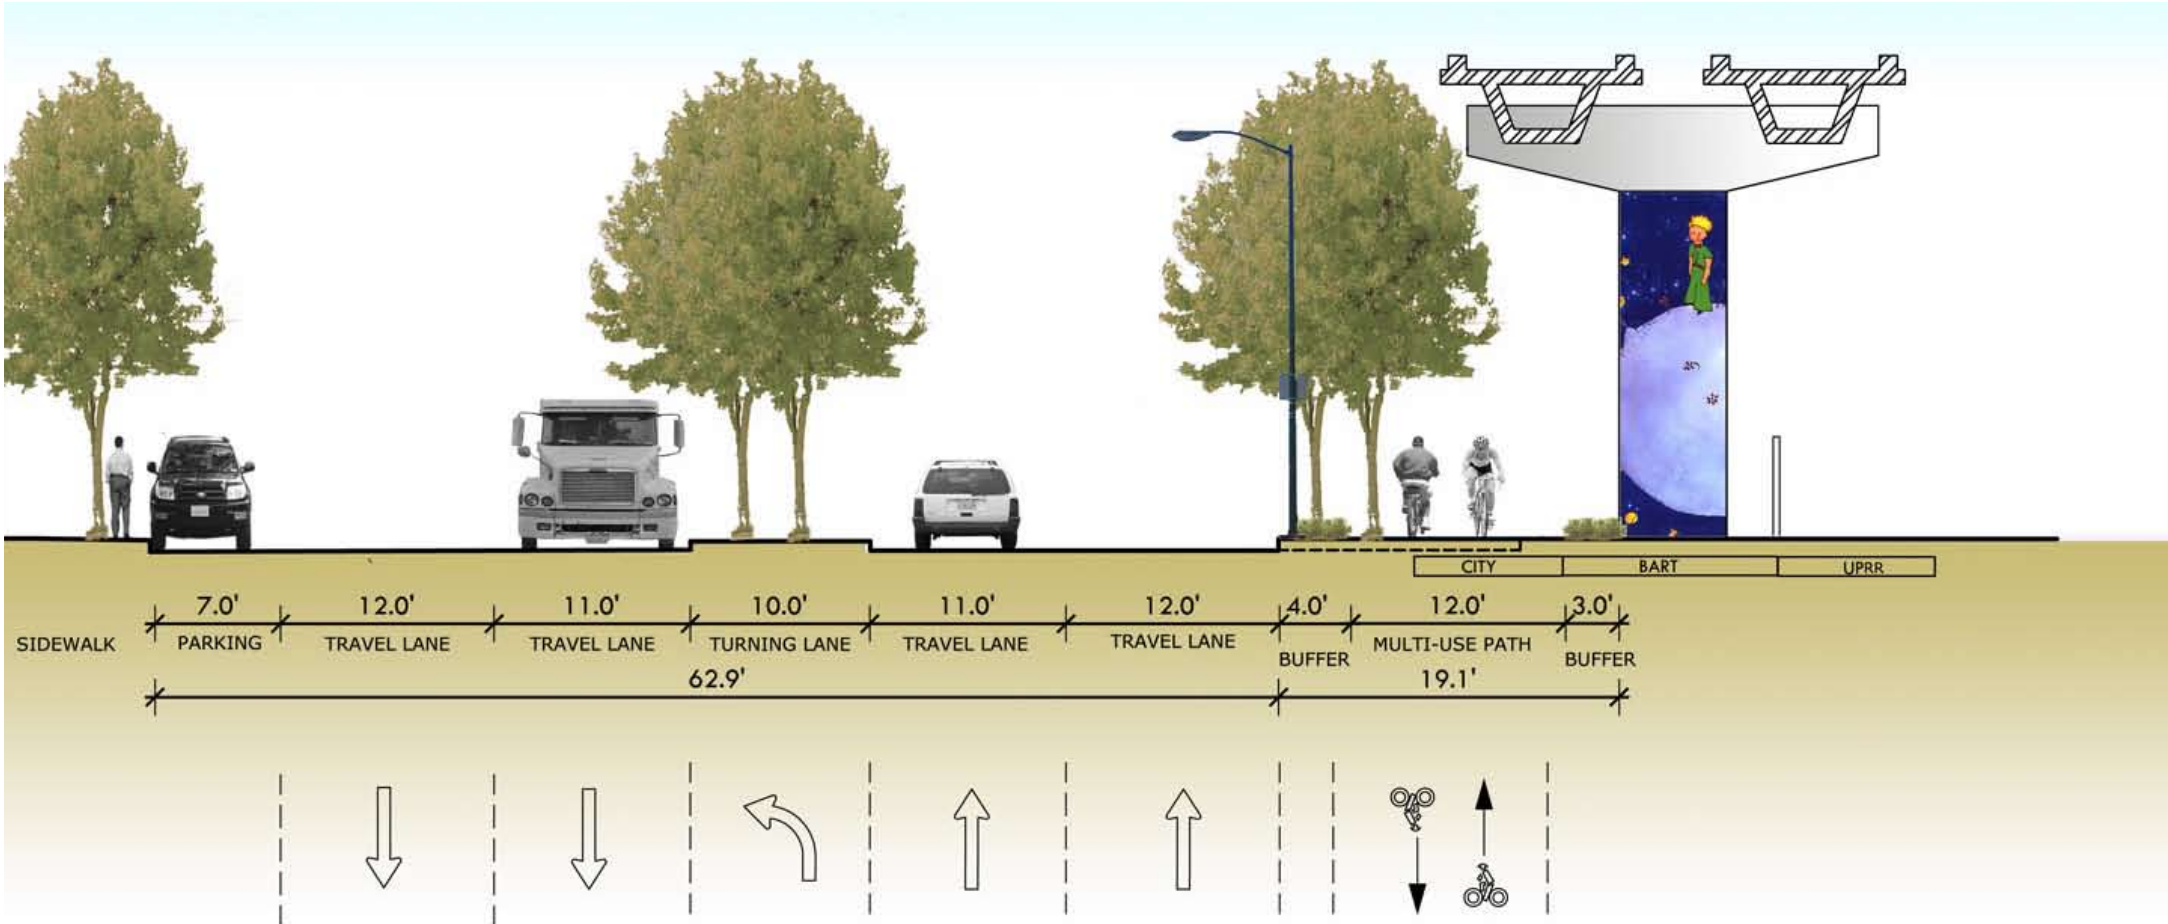 CITY BART UPRR
7.0' 12.0' 11.0' 10.0' 11.0' 12.0' 4.0' 12.0' 3.0'
SIDEWALK PARKING TRAVEL LANE TRAVEL LANE TURNING LANE TRAVEL LANE TRAVEL LANE BUFFER MULTI-USE PATH BUFFER
62.9' 19.1'